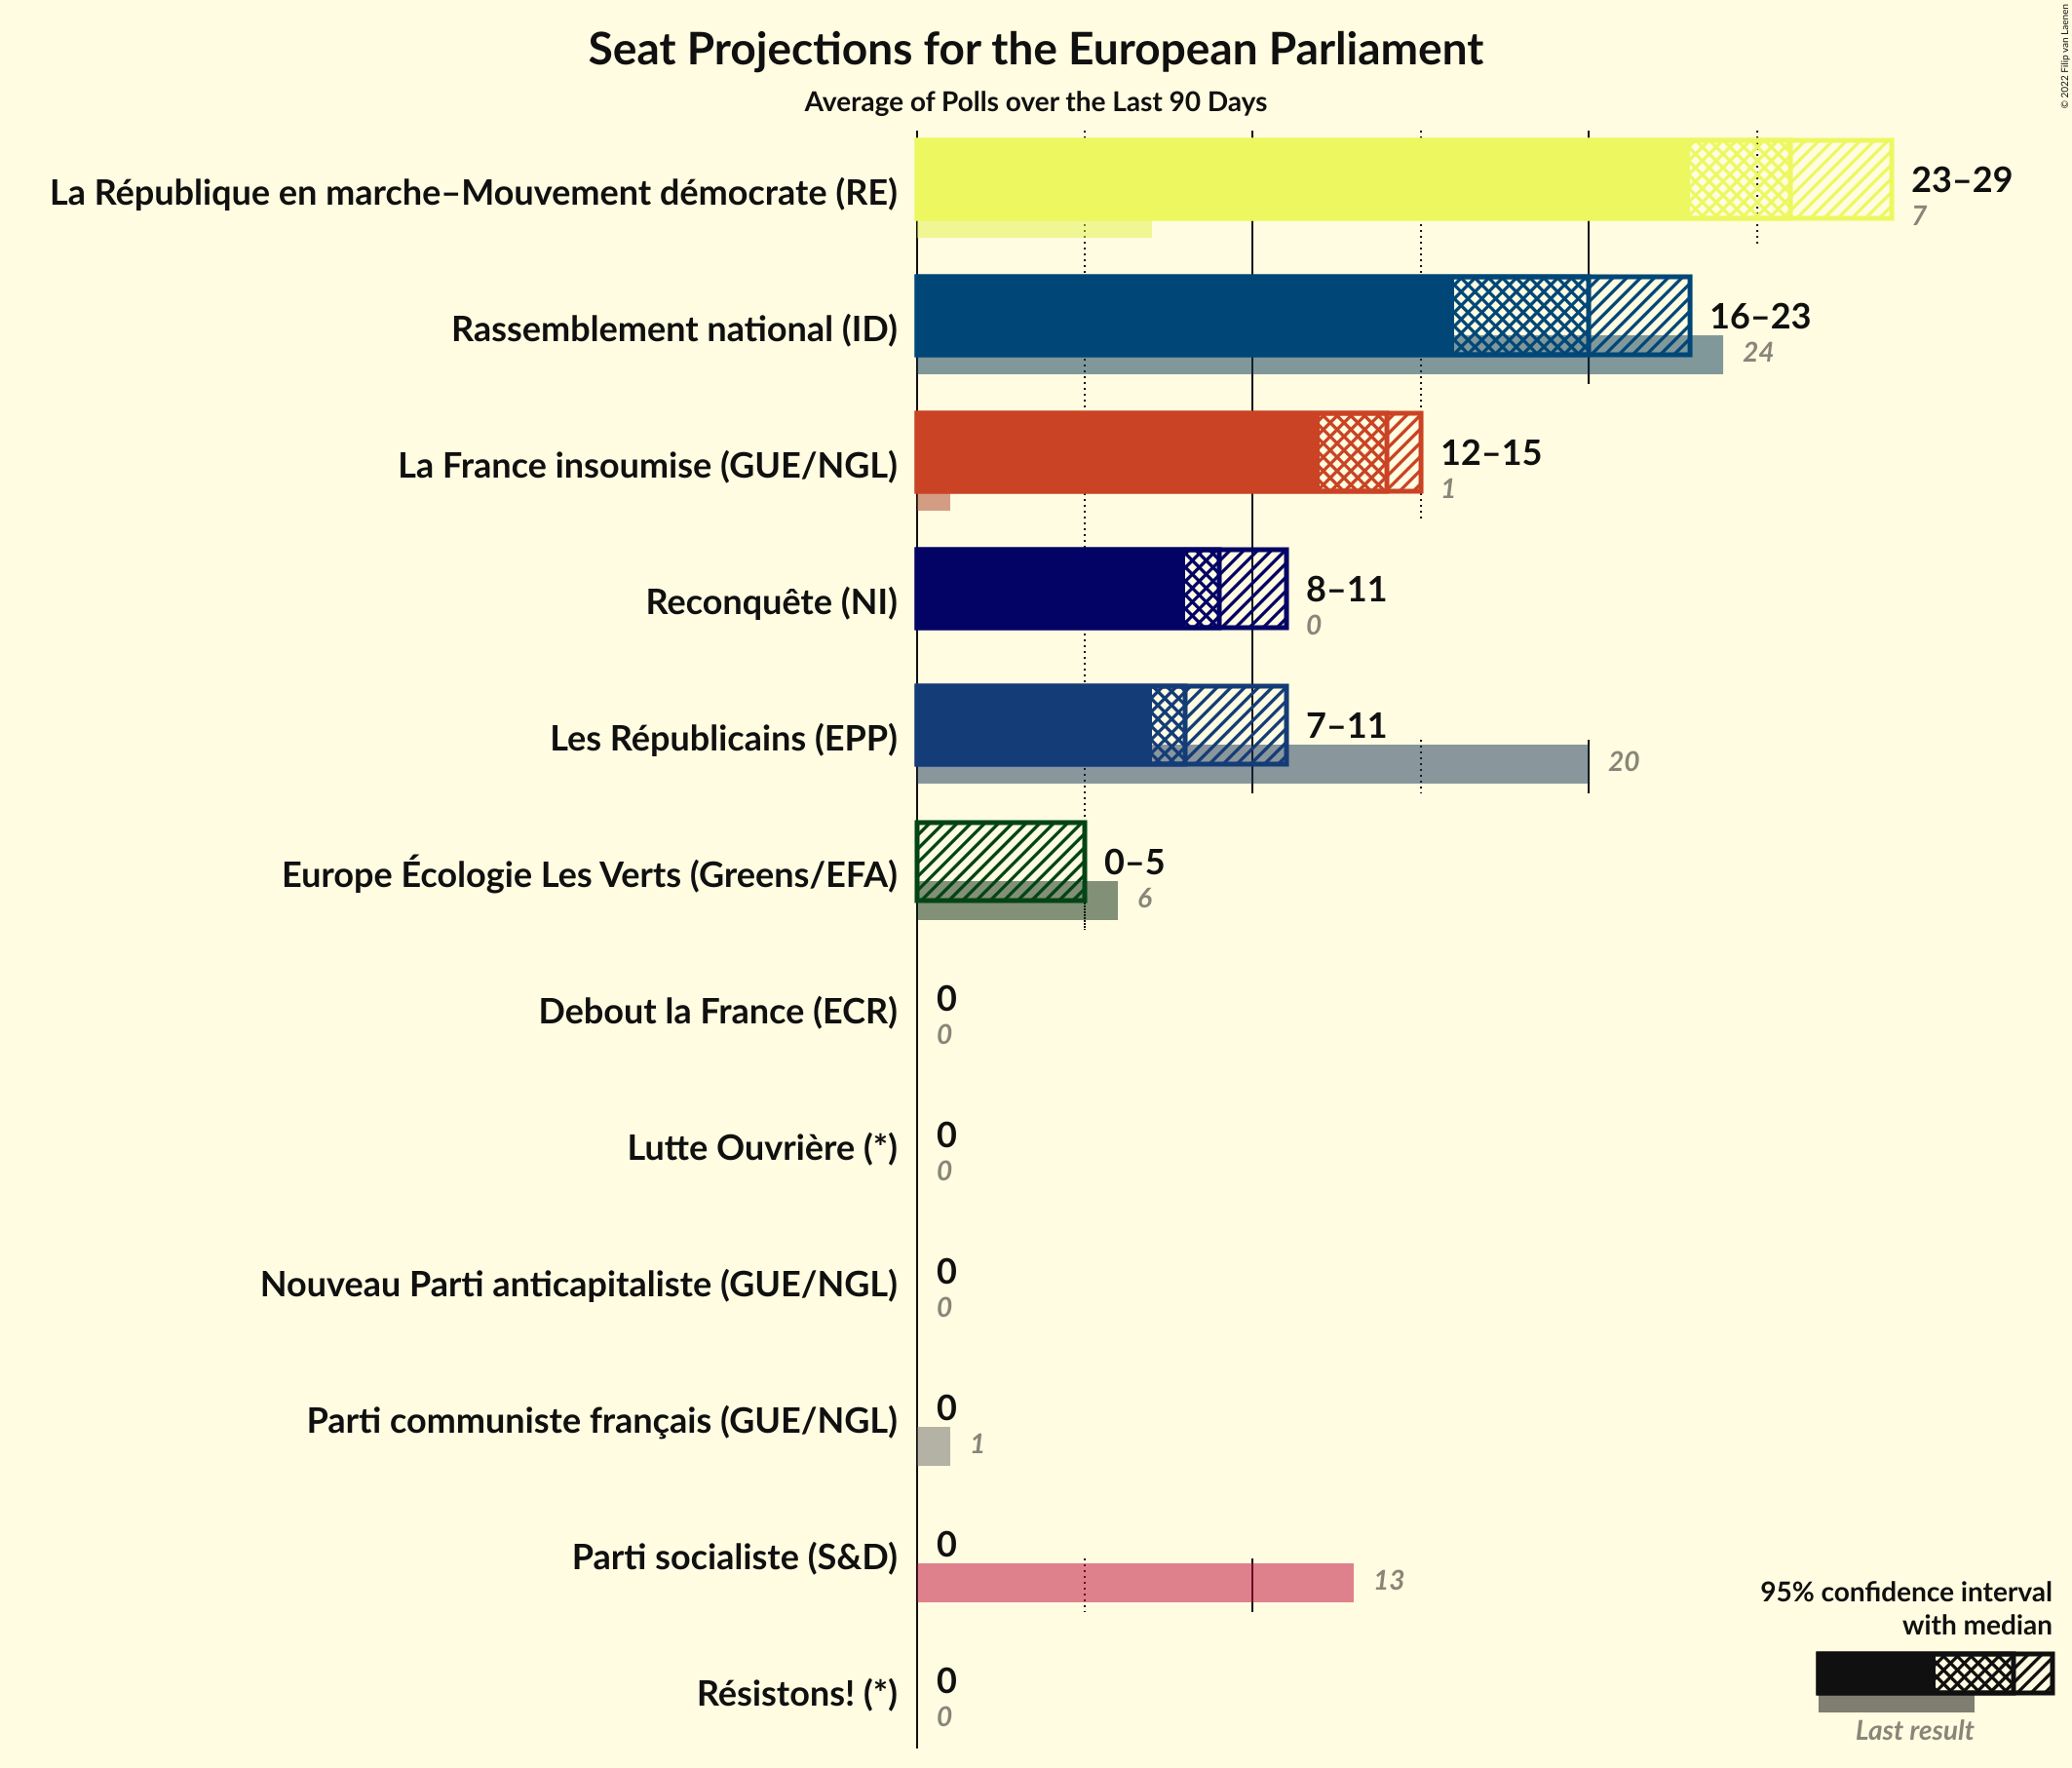 Seat Projections for the European Parliament
Average of Polls over the Last 90 Days
© 2022 Filip van Laenen
La République en marche–Mouvement démocrate (RE)
23–29
7
Rassemblement national (ID)
16–23
24
La France insoumise (GUE/NGL)
12–15
1
Reconquête (NI)
8–11
0
Les Républicains (EPP)
7–11
20
Europe Écologie Les Verts (Greens/EFA)
0–5
6
Debout la France (ECR)
0
0
Lutte Ouvrière (*)
0
0
Nouveau Parti anticapitaliste (GUE/NGL)
0
0
Parti communiste français (GUE/NGL)
0
1
Parti socialiste (S&D)
0
13
Résistons! (*)
0
0
95% confidence interval
with median
Last result